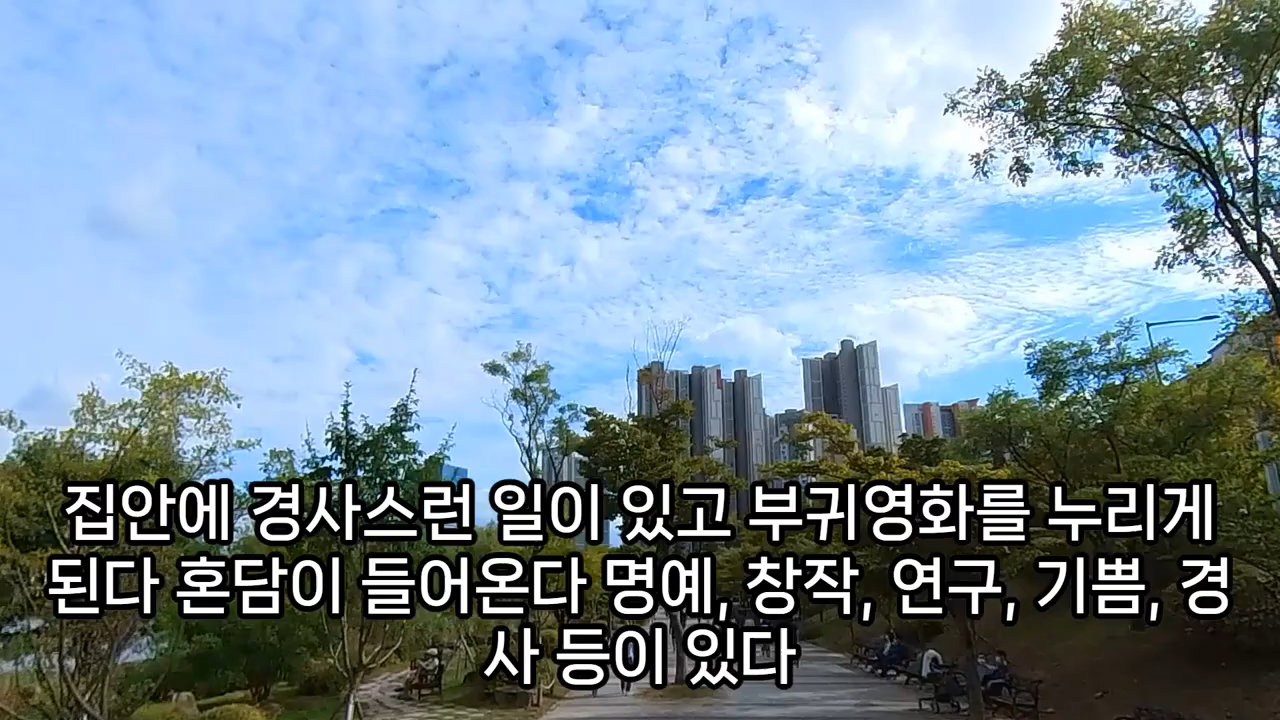 집안에 경사스런 일이 있고 부귀영화를 누리게
된다 혼담이 들어온다 명예, 창작, 연구, 기쁨, 경
사 등이 있다